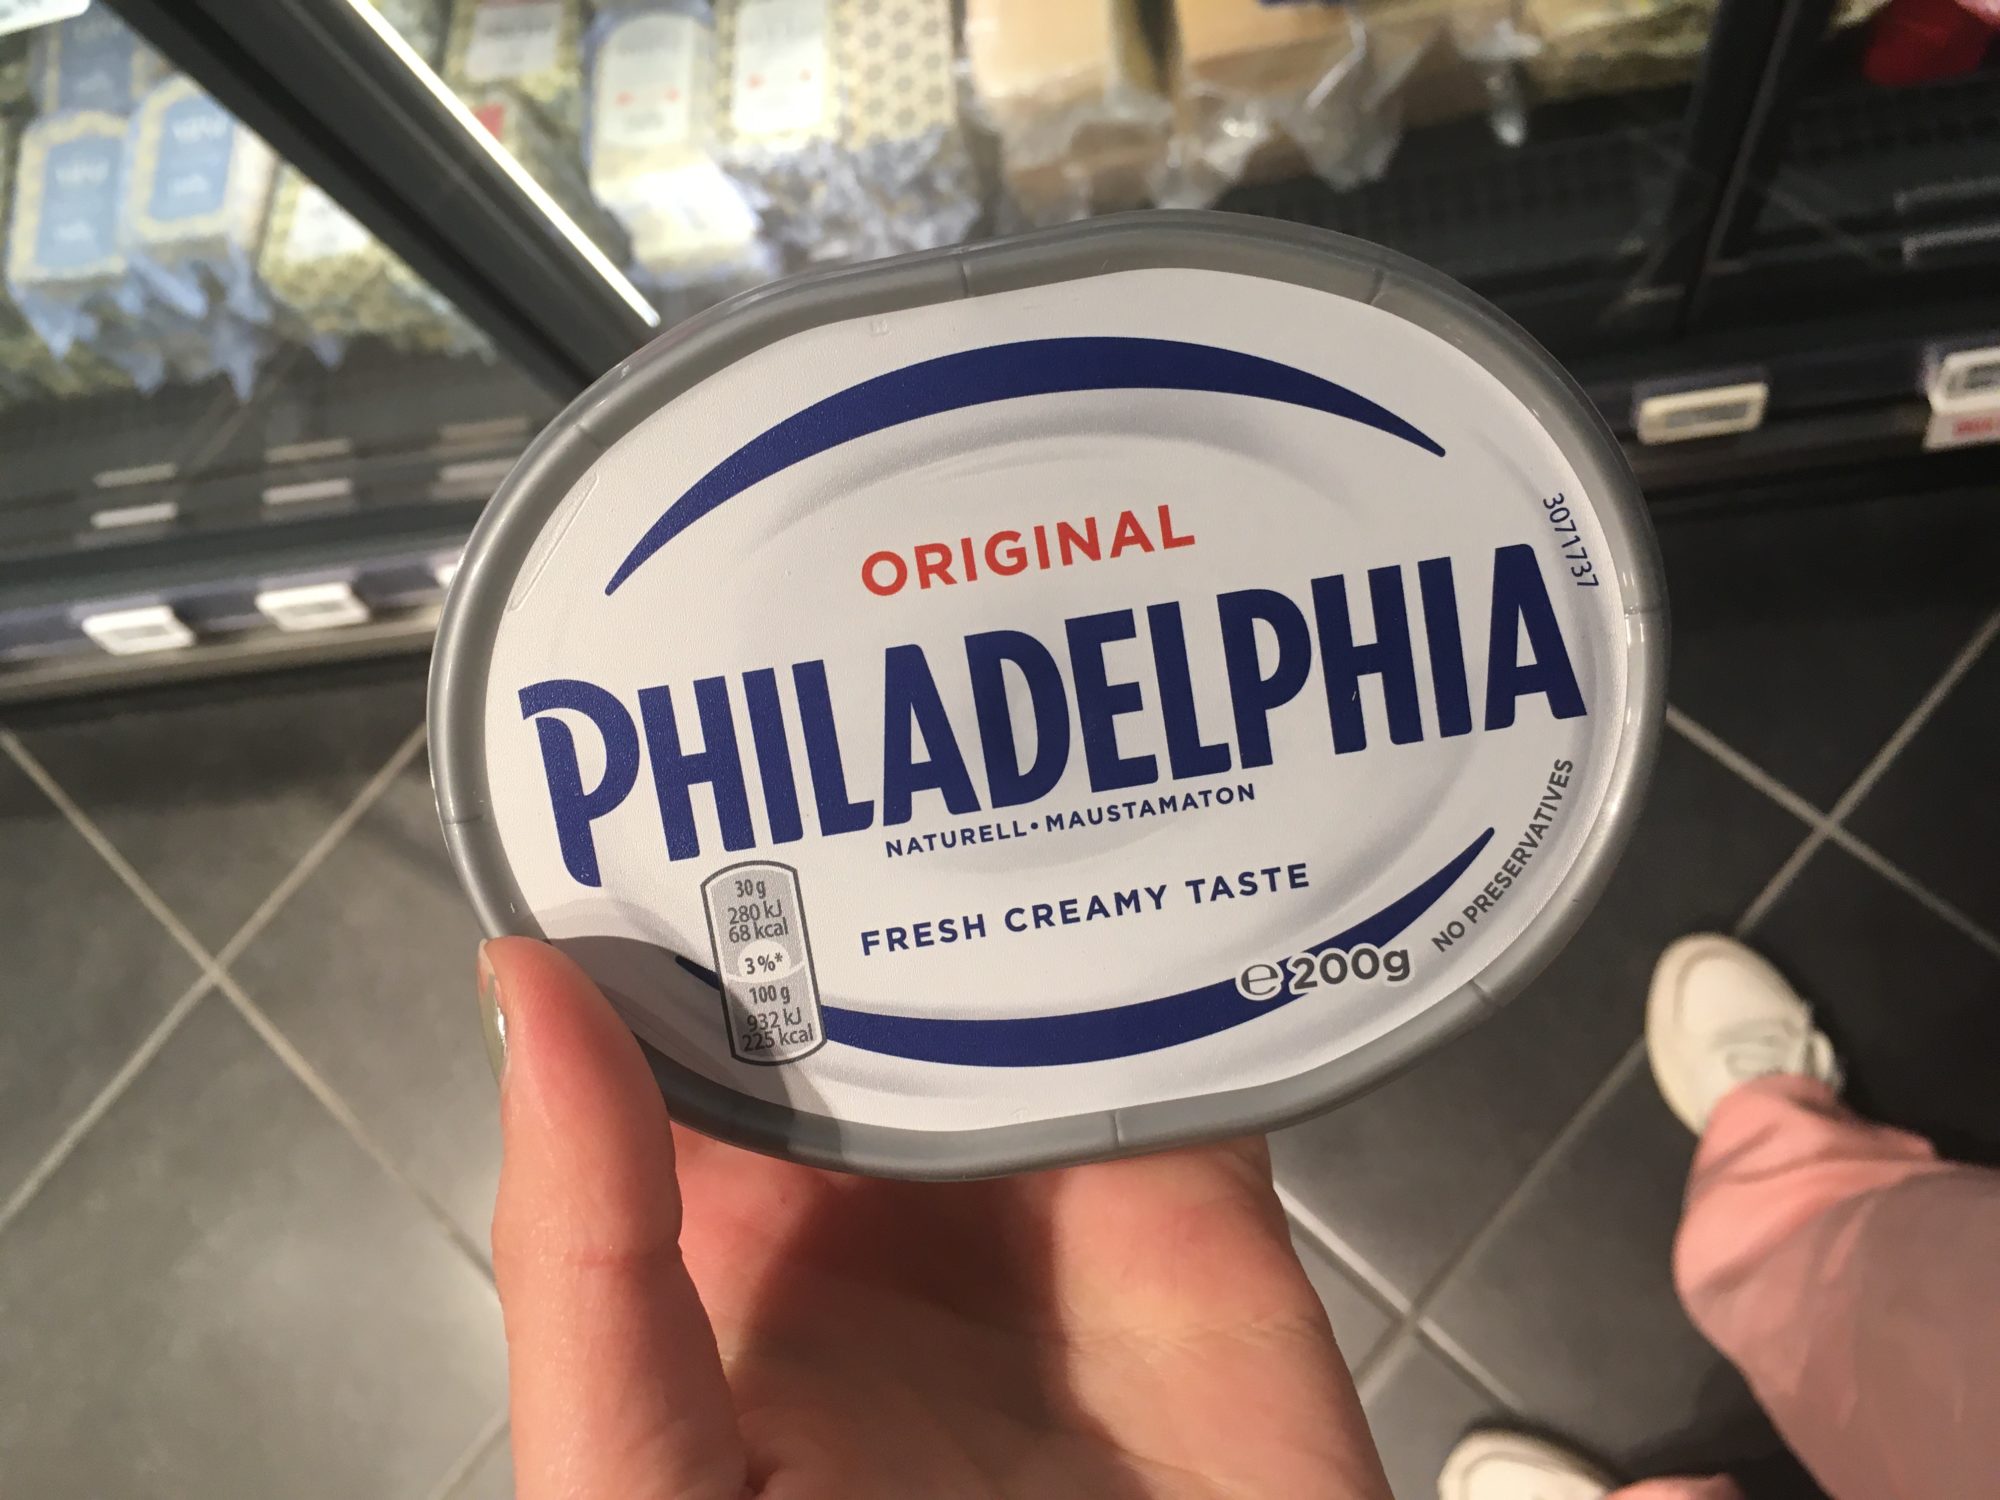 ORIGINAL
3071737
PHILADELPHIA
NATURELL • MAUSTAMATON
FRESH CREAMY TASTE
30 g
280 kJ
68 kcal
3%*
100 g
932 kJ
225 kcal
e 200g
NO PRESERVATIVES